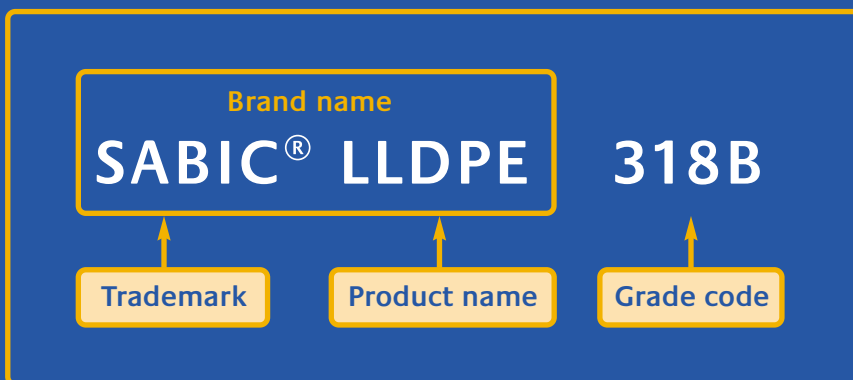 Brand name
SABIC® LLDPE 318B
Trademark Product name Grade code